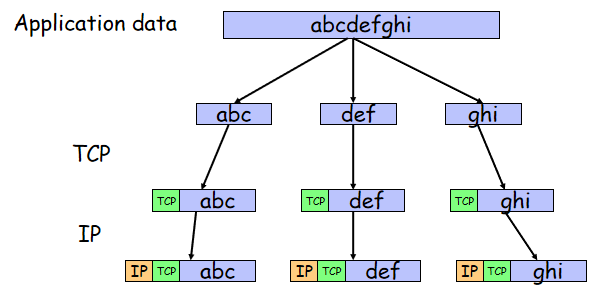 Application data
abcdefghi
abc
def
ghi
TCP
TCP abc
TCP def
TCP ghi
IP
IP TCP abc
IP TCP def
IP TCP ghi